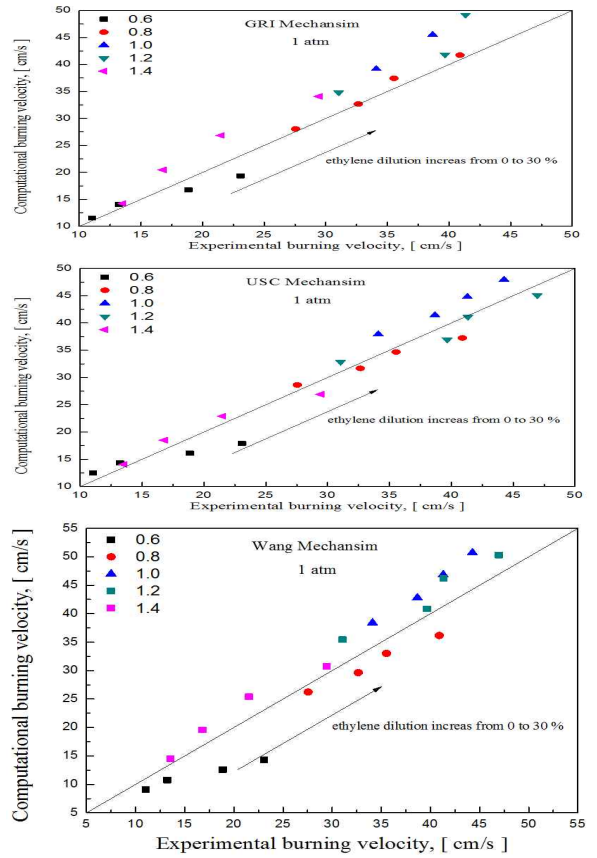 GRI Mechansim
1 atm
0.6
0.8
1.0
1.2
1.4
ethylene dilution increas from 0 to 30 %
Computational burning velocity, [ cm/s ]
50
45
40
35
30
25
20
15
10
10 15 20 25 30 35 40 45 50
Experimental burning velocity, [ cm/s ]
USC Mechansim
1 atm
0.6
0.8
1.0
1.2
1.4
ethylene dilution increas from 0 to 30 %
Computational burning velocity, [ cm/s ]
50
45
40
35
30
25
20
15
10
10 15 20 25 30 35 40 45 50
Experimental burning velocity, [ cm/s ]
Wang Mechansim
1 atm
0.6
0.8
1.0
1.2
1.4
ethylene dilution increas from 0 to 30 %
Computational burning velocity, [ cm/s ]
55
50
45
40
35
30
25
20
15
10
5
5 10 15 20 25 30 35 40 45 50 55
Experimental burning velocity, [ cm/s ]